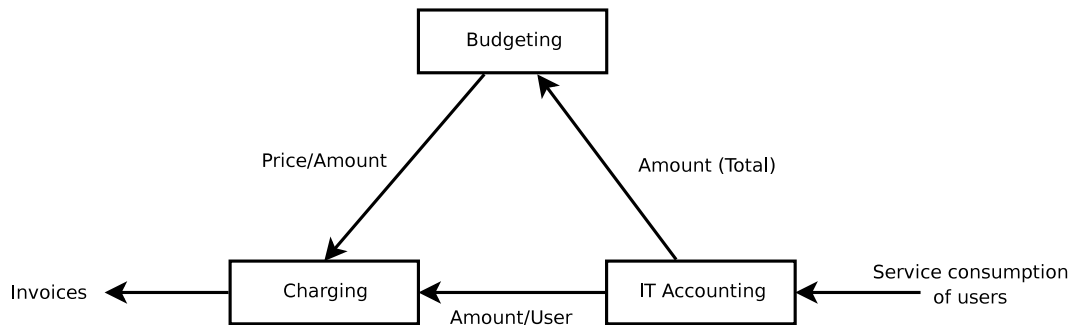 Budgeting
Price/Amount
Amount (Total)
Invoices
Charging
Amount/User
IT Accounting
Service consumption
of users